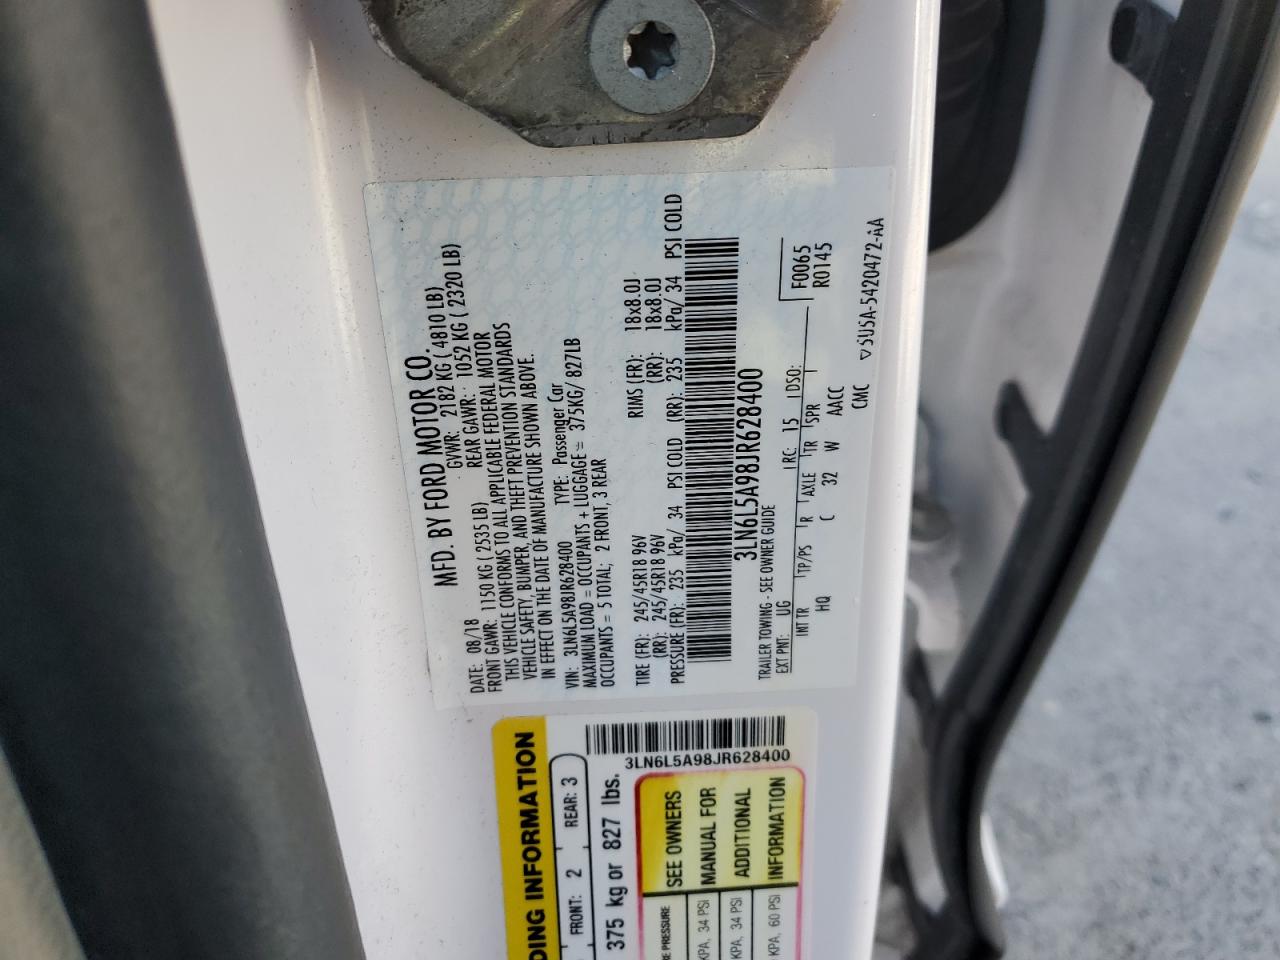 MFD. BY FORD MOTOR CO.
DATE: 08/18 GVWR: 2182 KG ( 4810 LB)
FRONT GAWR: 1150 KG ( 2535 LB) REAR GAWR: 1052 KG ( 2320 LB)
THIS VEHICLE CONFORMS TO ALL APPLICABLE FEDERAL MOTOR
VEHICLE SAFETY, BUMPER, AND THEFT PREVENTION STANDARDS
IN EFFECT ON THE DATE OF MANUFACTURE SHOWN ABOVE.
VIN: 3LN6L5A98JR628400 TYPE: Passenger Car
MAXIMUM LOAD = OCCUPANTS + LUGGAGE = 375KG/ 827LB
OCCUPANTS = 5 TOTAL; 2 FRONT, 3 REAR
TIRE (FR): 245/45R18 96V RIMS (FR): 18x8.0J
(RR): 245/45R18 96V (RR): 18x8.0J
PRESSURE (FR): 235 kPa/ 34 PSI COLD (RR): 235 kPa/ 34 PSI COLD
3LN6L5A98JR628400
TRAILER TOWING - SEE OWNER GUIDE
EXT PNT: UG RC: 15 DSO: F0065
R0145
INT TR TP/PS R AXLE TR SPR
HQ C 32 W AACC
CMC
▽SU5A-5420472-AA
DING INFORMATION
FRONT: 2 REAR: 3
375 kg or 827 lbs.
3LN6L5A98JR628400
RE PRESSURE
KPA, 34 PSI
KPA, 34 PSI
KPA, 60 PSI
SEE OWNERS
MANUAL FOR
ADDITIONAL
INFORMATION